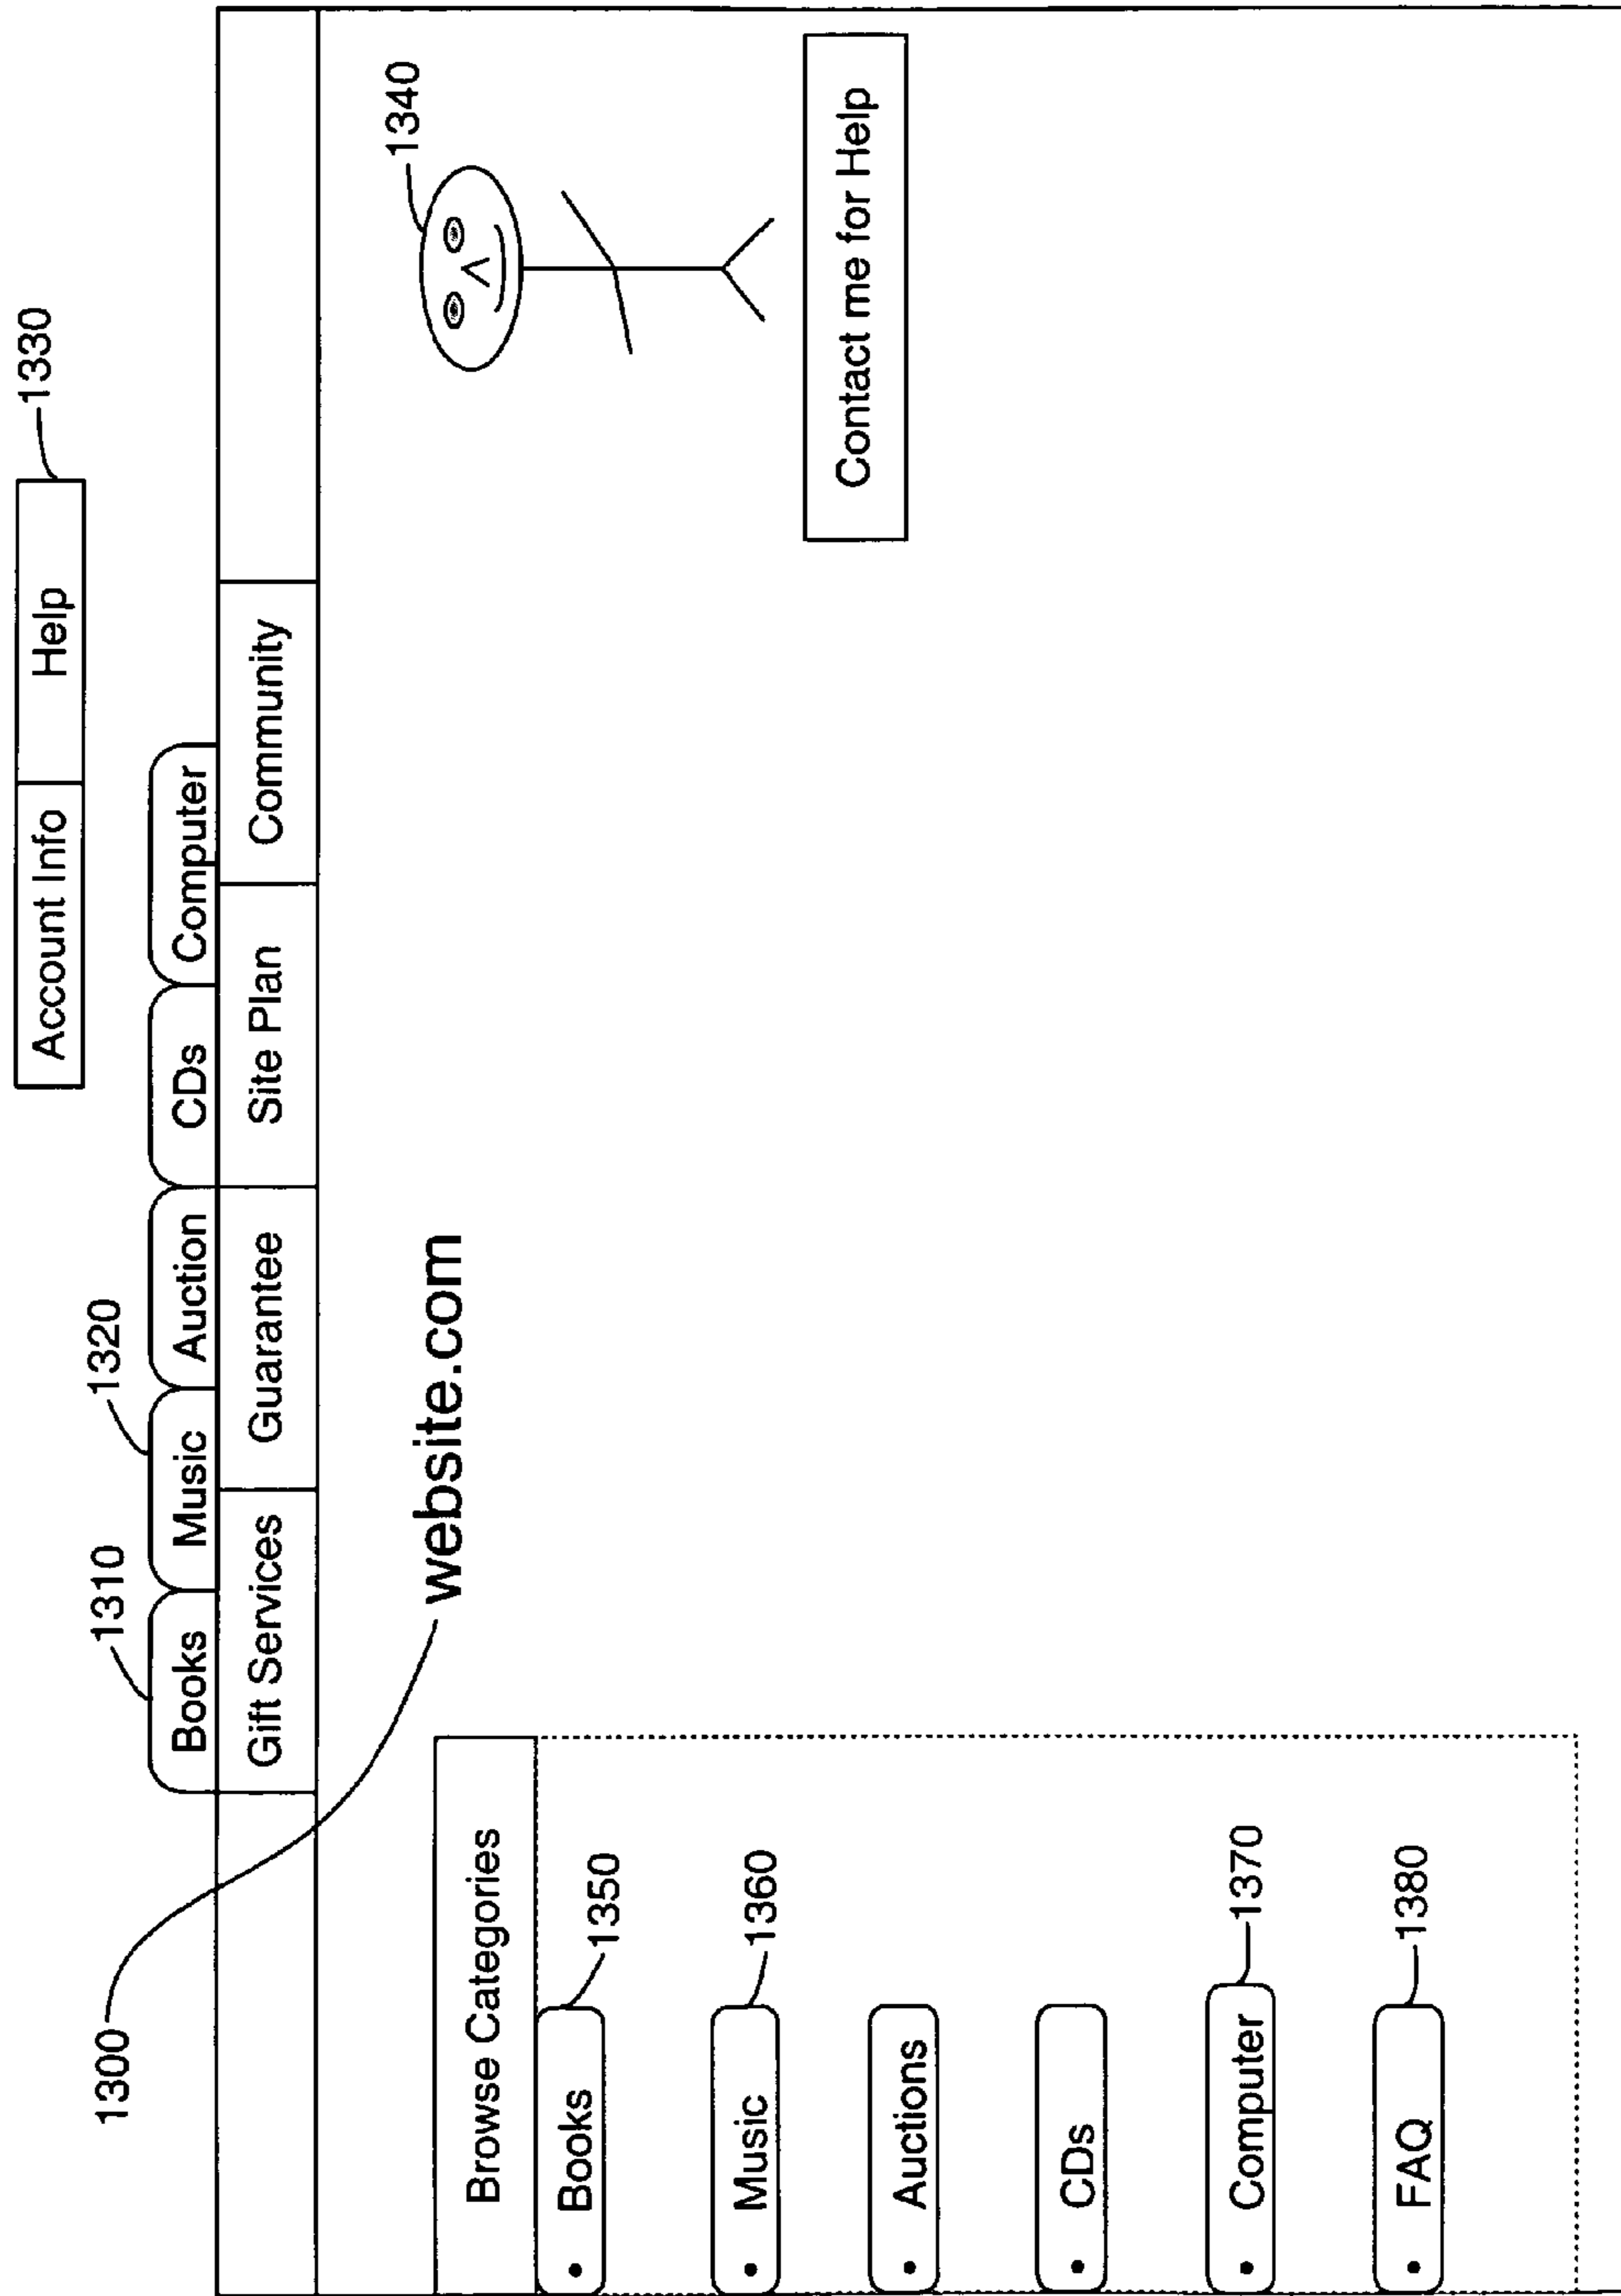 1330
Account Info Help
1300
1310
1320
Books Music Auction CDs Computer
Gift Services Guarantee Site Plan Community
1340
website.com
Browse Categories
• Books
1350
• Music
1360
• Auctions
• CDs
• Computer
1370
• FAQ
1380
Contact me for Help